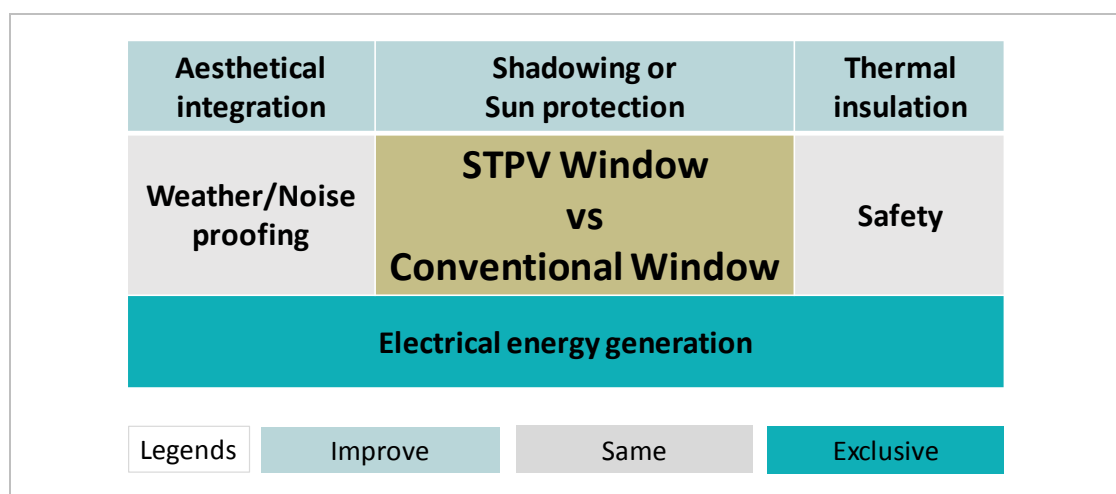 Aesthetical
integration
Shadowing or
Sun protection
Thermal
insulation
Weather/Noise
proofing
STPV Window
vs
Conventional Window
Safety
Electrical energy generation
Legends
Improve
Same
Exclusive